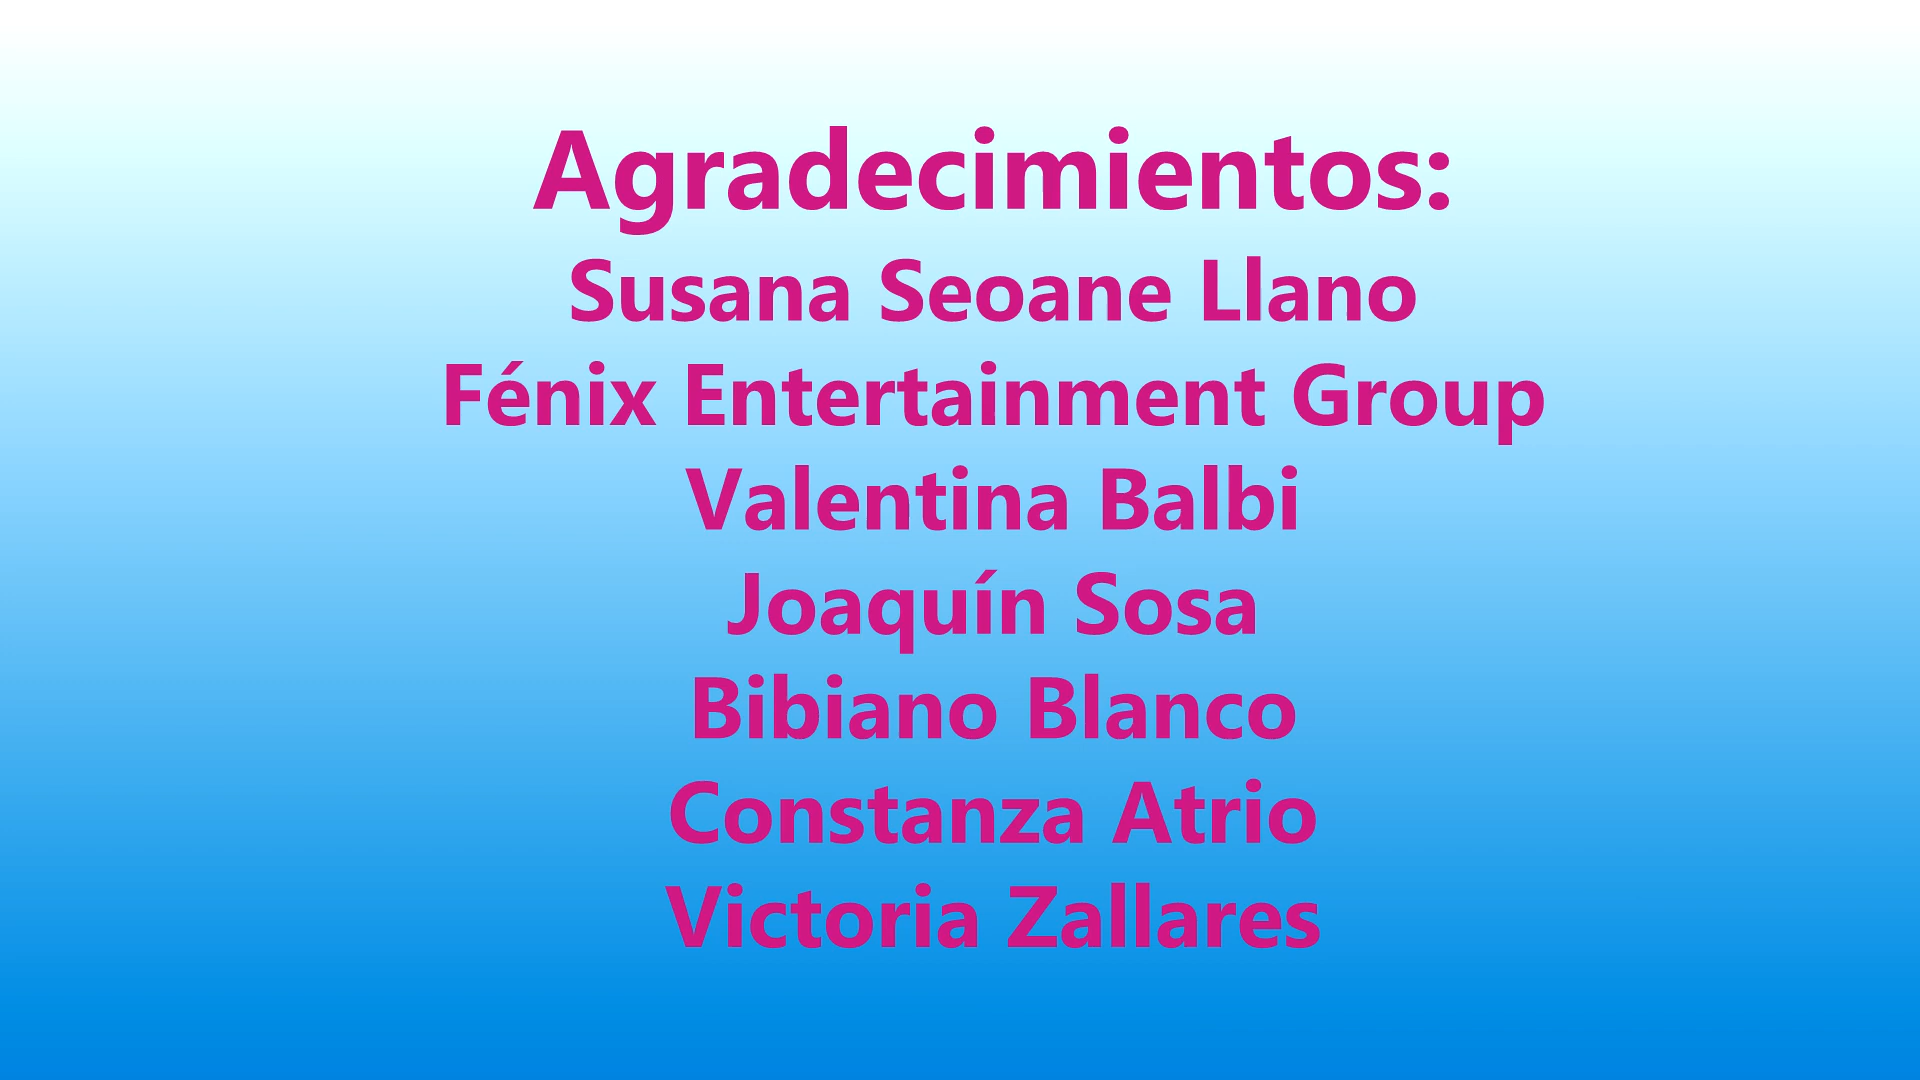 Agradecimientos:
Susana Seoane Llano
Fénix Entertainment Group
Valentina Balbi
Joaquín Sosa
Bibiano Blanco
Constanza Atrio
Victoria Zallares